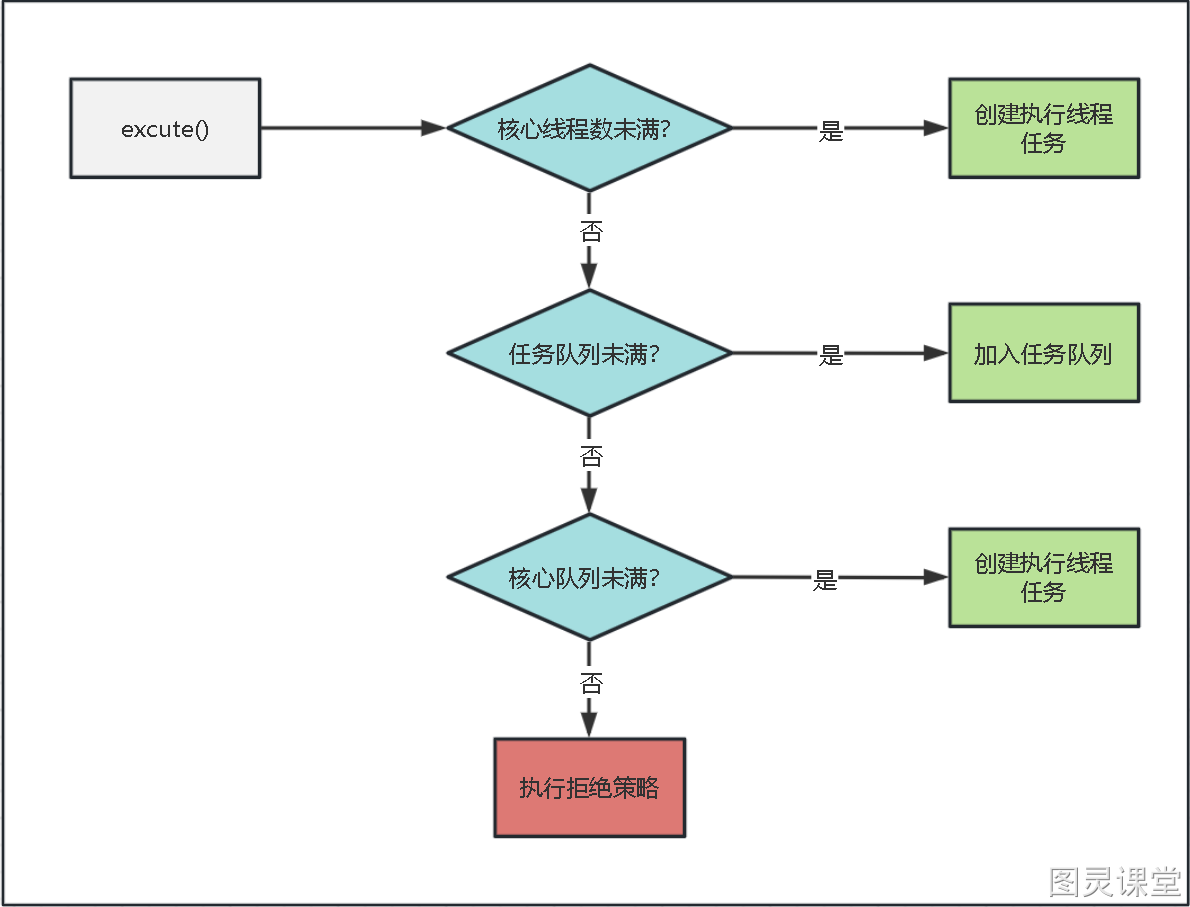 excute()
核心线程数未满?
是
创建执行线程
任务
否
任务队列未满?
是
加入任务队列
否
核心队列未满?
是
创建执行线程
任务
否
执行拒绝策略
图灵课堂